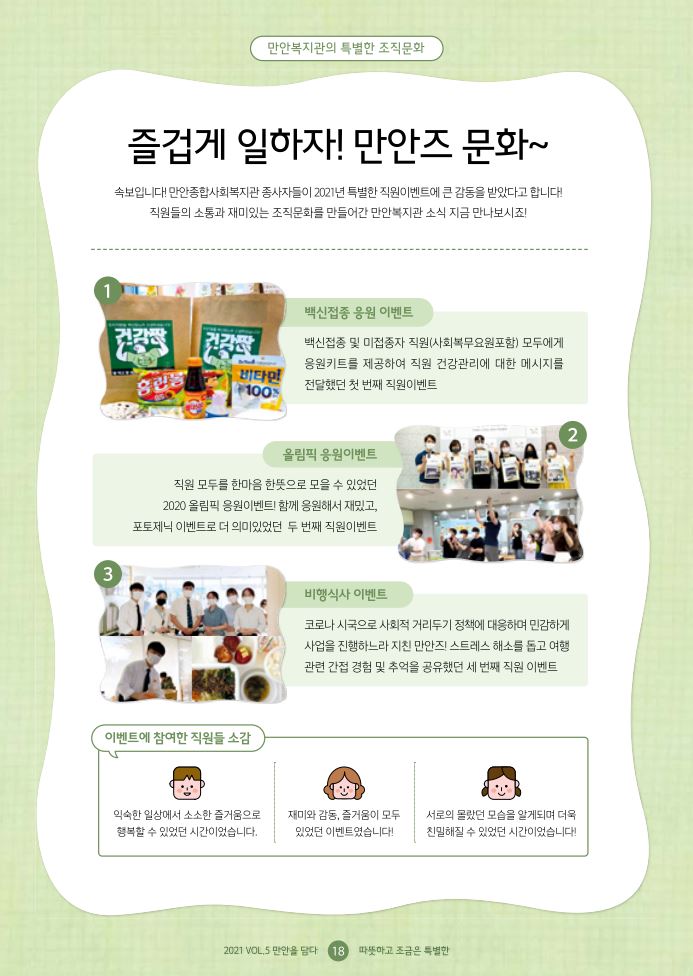 만안복지관의 특별한 조직문화
즐겁게 일하자! 만안즈 문화~
속보입니다! 만안종합사회복지관 종사자들이 2021년 특별한 직원이벤트에 큰 감동을 받았다고 합니다!
직원들의 소통과 재미있는 조직문화를 만들어간 만안복지관 소식 지금 만나보시죠!
1
건강짝
건강짝
홍런볼
비타민
100%
백신접종 응원 이벤트
백신접종 및 미접종자 직원(사회복무요원포함) 모두에게
응원키트를 제공하여 직원 건강관리에 대한 메시지를
전달했던 첫 번째 직원이벤트
2
올림픽 응원이벤트
직원 모두를 한마음 한뜻으로 모을 수 있었던
2020 올림픽 응원이벤트! 함께 응원해서 재밌고,
포토제닉 이벤트로 더 의미있었던 두 번째 직원이벤트
3
비행식사 이벤트
코로나 시국으로 사회적 거리두기 정책에 대응하며 민감하게
사업을 진행하느라 지친 만안즈! 스트레스 해소를 돕고 여행
관련 간접 경험 및 추억을 공유했던 세 번째 직원 이벤트
이벤트에 참여한 직원들 소감
익숙한 일상에서 소소한 즐거움으로
행복할 수 있었던 시간이었습니다.
재미와 감동, 즐거움이 모두
있었던 이벤트였습니다!
서로의 몰랐던 모습을 알게되며 더욱
친밀해질 수 있었던 시간이었습니다!
2021 VOL.5 만안을 담다 18 따뜻하고 조금은 특별한